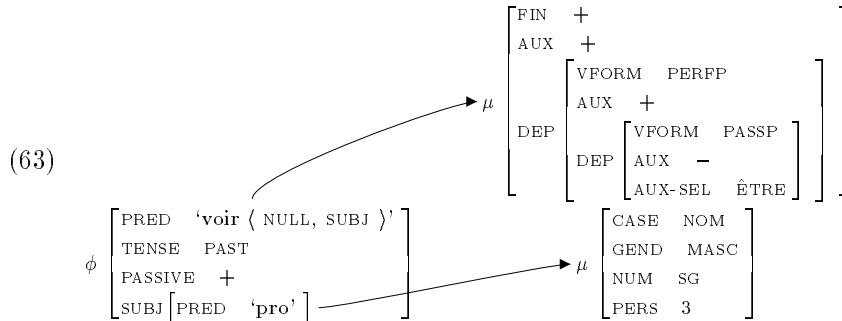 FIN +
AUX +
VFORM PERFP
μ
AUX +
DEP
VFORM PASSP
(63)
DEP AUX −
AUX-SEL ÊTRE
PRED ‘voir ⟨ NULL, SUBJ ⟩’
CASE NOM
TENSE PAST
GEND MASC
φ
μ
PASSIVE +
NUM SG
SUBJ [PRED ‘pro’ ]
PERS 3